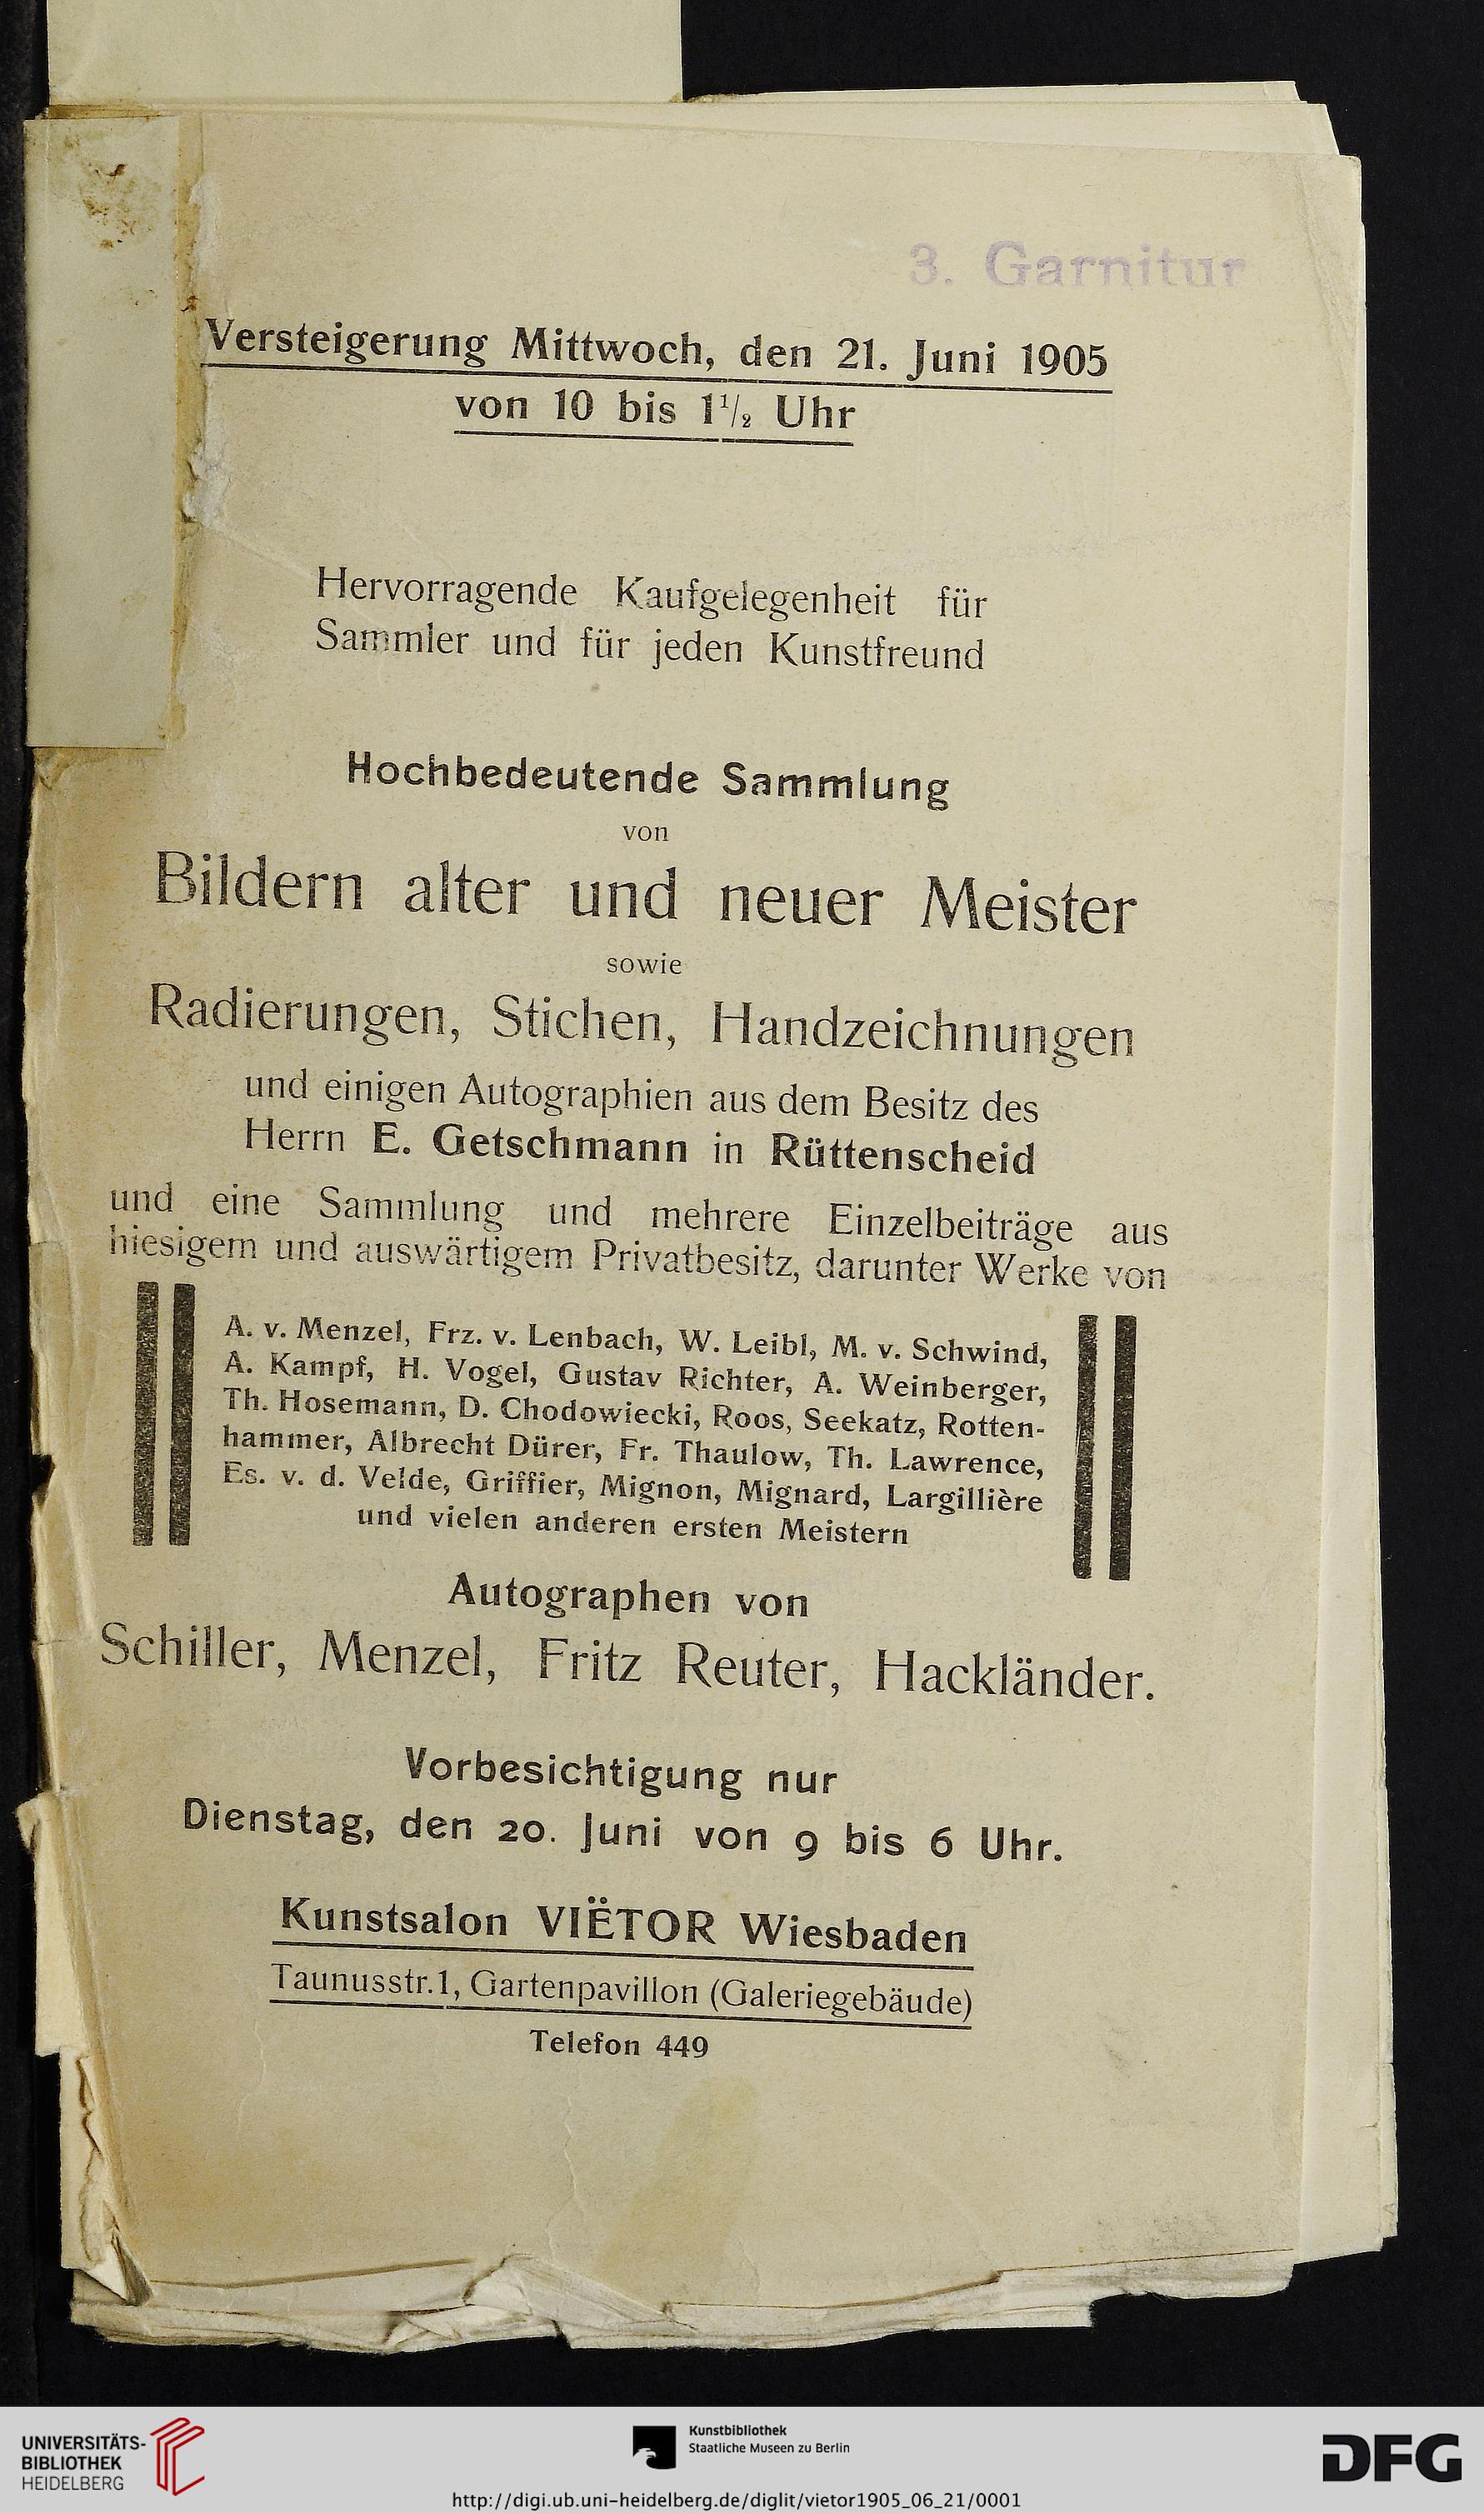 3. Garnitur
Versteigerung Mittwoch, den 21. Juni 1905
von 10 bis 1½ Uhr
Hervorragende Kaufgelegenheit für
Sammler und für jeden Kunstfreund
Hochbedeutende Sammlung
von
Bildern alter und neuer Meister
sowie
Radierungen, Stichen, Handzeichnungen
und einigen Autographien aus dem Besitz des
Herrn E. Getschmann in Rüttenscheid
und eine Sammlung und mehrere Einzelbeiträge aus
hiesigem und auswärtigem Privatbesitz, darunter Werke von
A. v. Menzel, Frz. v. Lenbach, W. Leibl, M. v. Schwind,
A. Kampf, H. Vogel, Gustav Richter, A. Weinberger,
Th. Hosemann, D. Chodowiecki, Roos, Seekatz, Rotten-
hammer, Albrecht Dürer, Fr. Thaulow, Th. Lawrence,
Es. v. d. Velde, Griffier, Mignon, Mignard, Largillière
und vielen anderen ersten Meistern
Autographen von
Schiller, Menzel, Fritz Reuter, Hackländer.
Vorbesichtigung nur
Dienstag, den 20. Juni von 9 bis 6 Uhr.
Kunstsalon VIËTOR Wiesbaden
Taunusstr.1, Gartenpavillon (Galeriegebäude)
Telefon 449
UNIVERSITÄTS-
BIBLIOTHEK
HEIDELBERG
Kunstbibliothek
Staatliche Museen zu Berlin
DFG
http://digi.ub.uni-heidelberg.de/diglit/vietor1905_06_21/0001